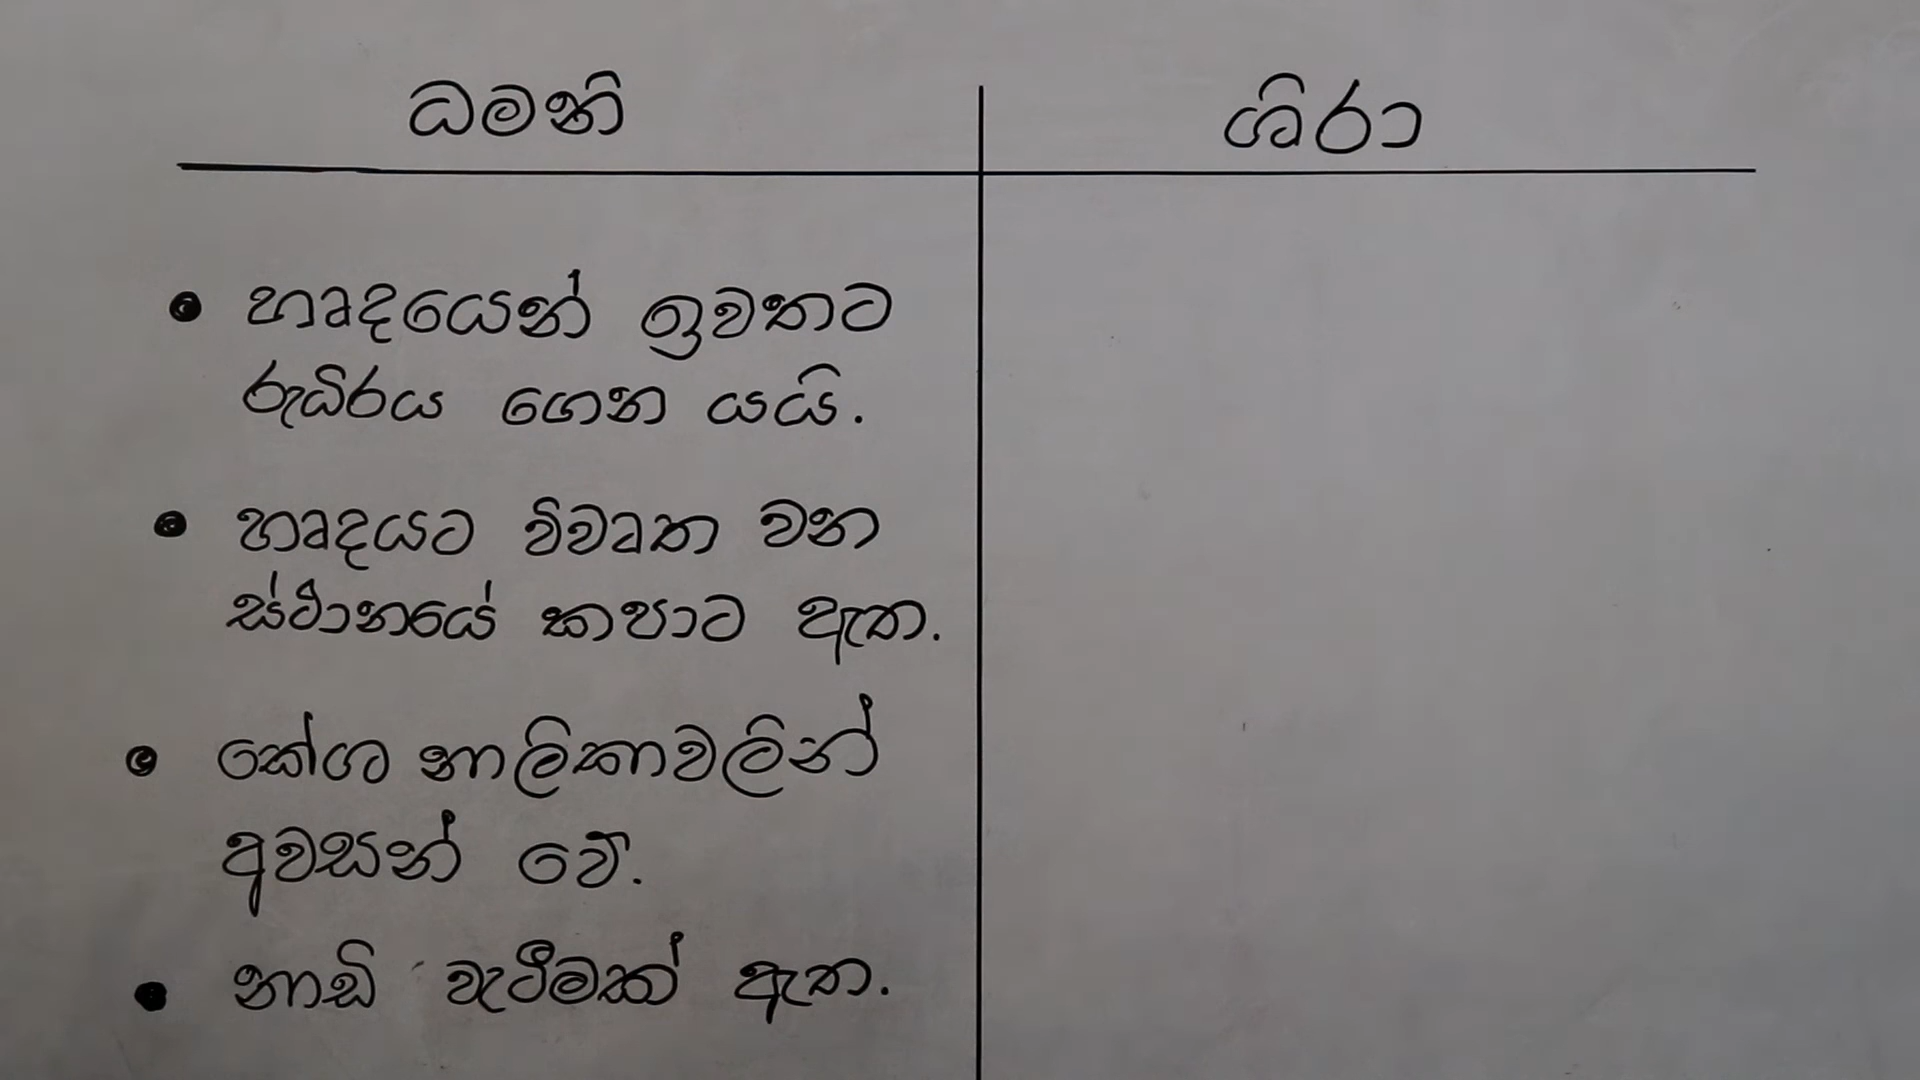 ධමනි
ශිරා
හෘදයෙන් ඉවතට
රුධිරය ගෙන යයි.
හෘදයට විවෘත වන
ස්ථානයේ කපාට ඇත.
කේශ නාලිකාවලින්
අවසන් වේ.
නාඩි වැටීමක් ඇත.